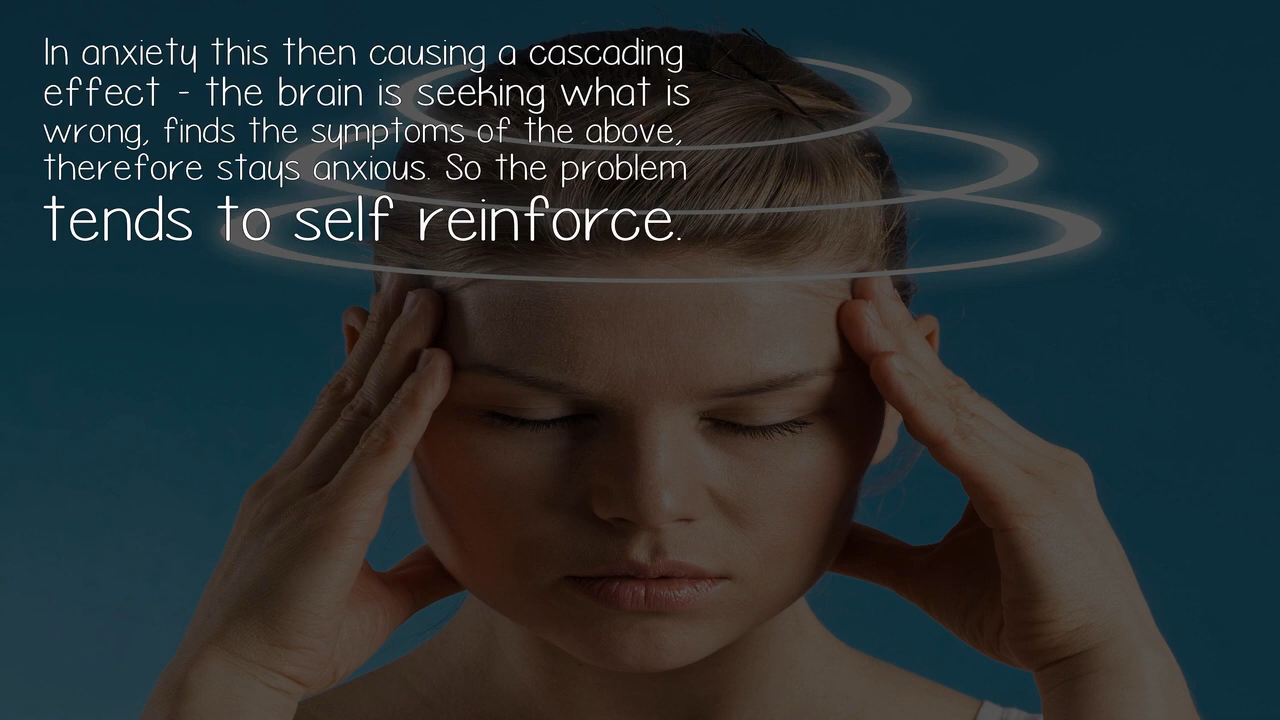 In anxiety this then causing a cascading
effect - the brain is seeking what is
wrong, finds the symptoms of the above,
therefore stays anxious. So the problem
tends to self reinforce.